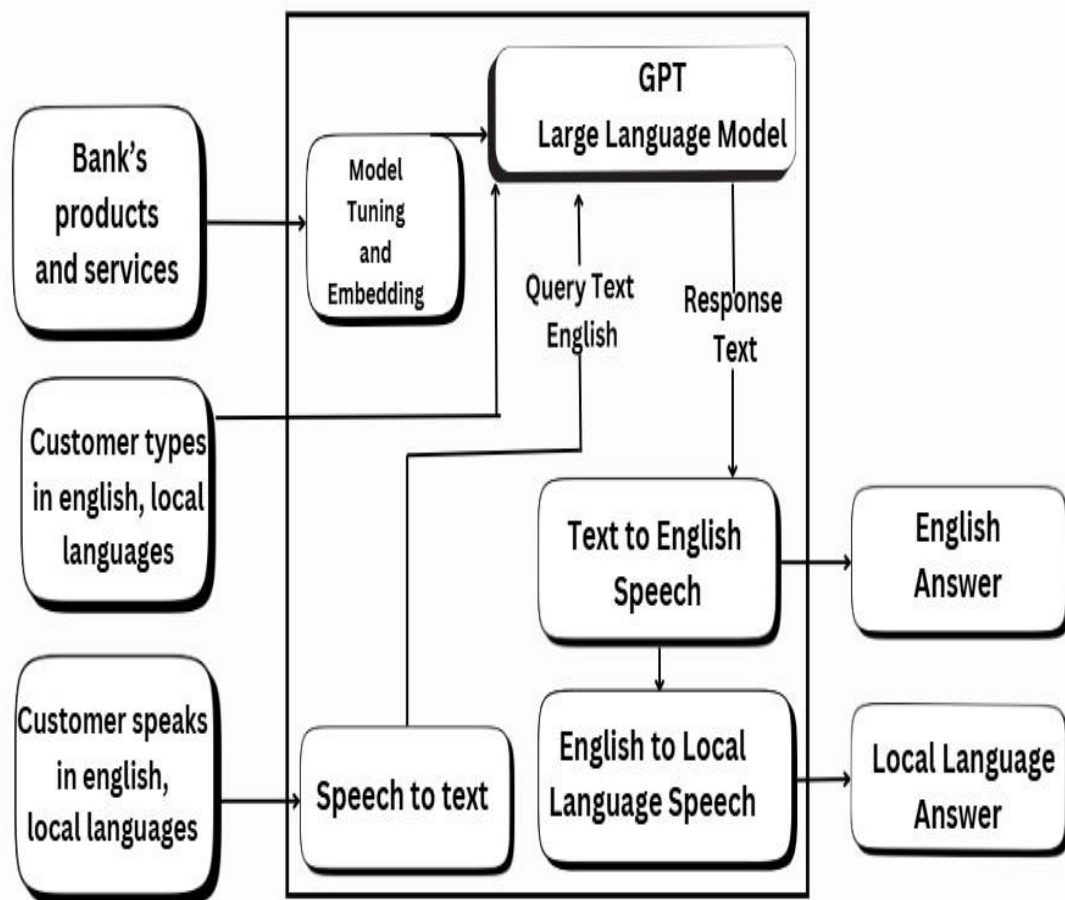 GPT
Large Language Model
Bank's
products
and services
Model
Tuning
and
Embedding
Query Text
English
Response
Text
Customer types
in english, local
languages
Text to English
Speech
English
Answer
Customer speaks
in english,
local languages
Speech to text
English to Local
Language Speech
Local Language
Answer